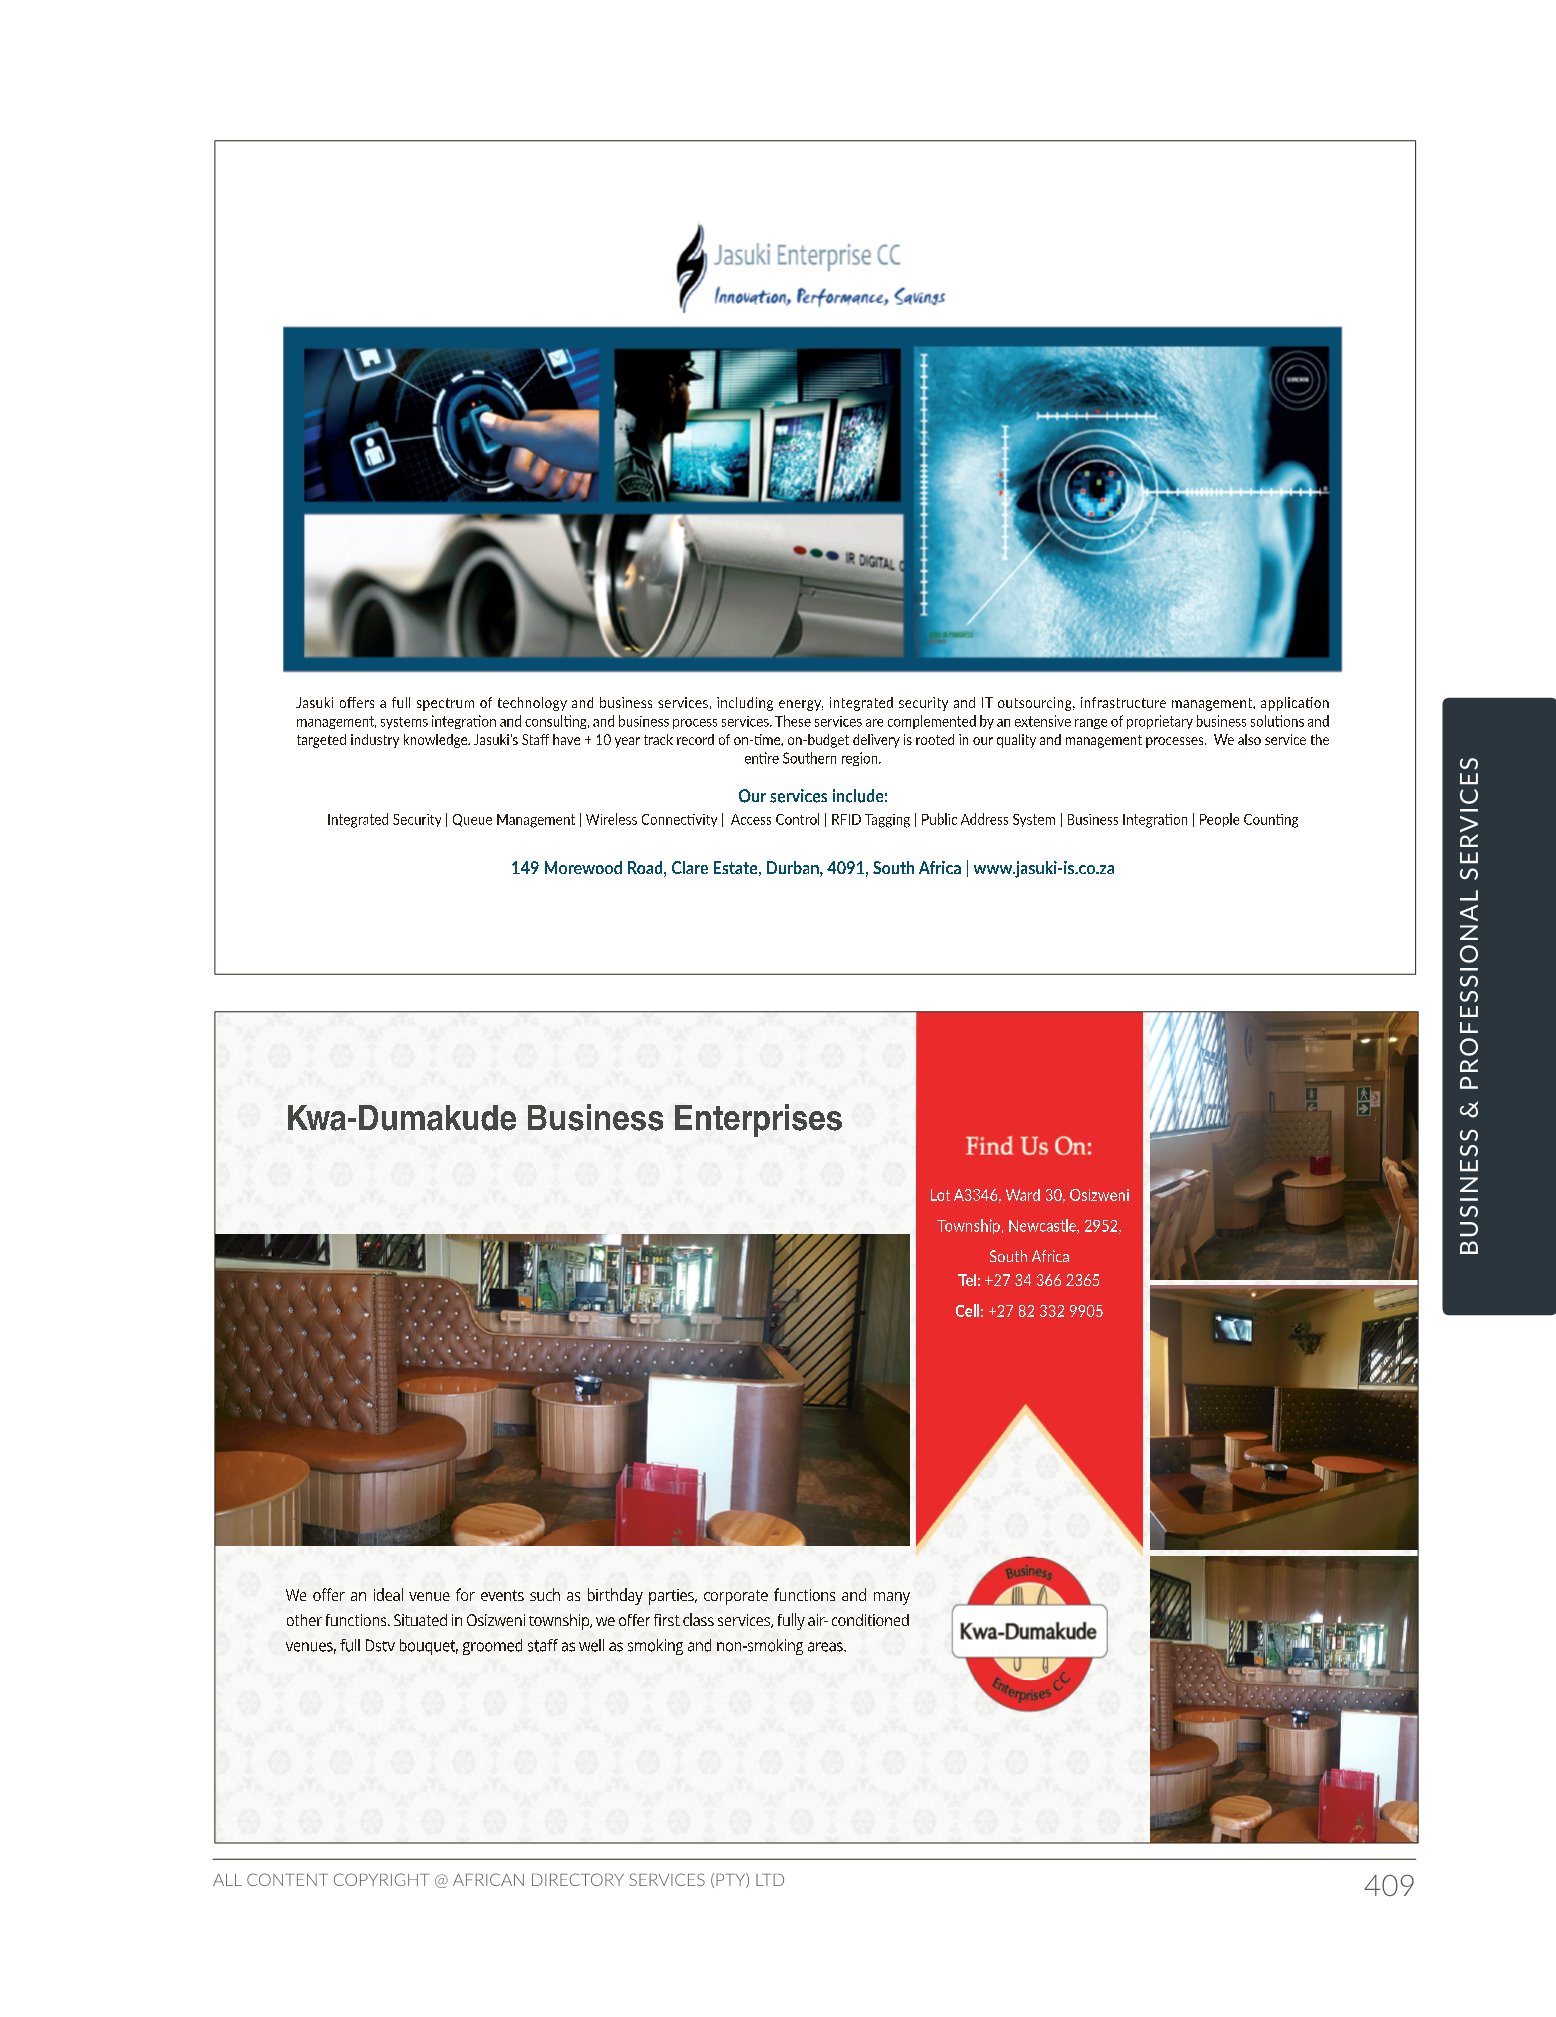 Jasuki Enterprise CC
Innovation, Performance, Savings
IR DIGITAL
Jasuki offers a full spectrum of technology and business services, including energy, integrated security and IT outsourcing, infrastructure management, application
management, systems integration and consulting, and business process services. These services are complemented by an extensive range of proprietary business solutions and
targeted industry knowledge. Jasuki's Staff have + 10 year track record of on-time, on-budget delivery is rooted in our quality and management processes. We also service the
entire Southern region.
Our services include:
Integrated Security | Queue Management | Wireless Connectivity | Access Control | RFID Tagging | Public Address System | Business Integration | People Counting
149 Morewood Road, Clare Estate, Durban, 4091, South Africa | www.jasuki-is.co.za
BUSINESS & PROFESSIONAL SERVICES
Kwa-Dumakude Business Enterprises
Find Us On:
Lot A3346, Ward 30, Osizweni
Township, Newcastle, 2952,
South Africa
Tel: +27 34 366 2365
Cell: +27 82 332 9905
We offer an ideal venue for events such as birthday parties, corporate functions and many
other functions. Situated in Osizweni township, we offer first class services, fully air- conditioned
venues, full Dstv bouquet, groomed staff as well as smoking and non-smoking areas.
Business
Kwa-Dumakude
Enterprises CC
ALL CONTENT COPYRIGHT @ AFRICAN DIRECTORY SERVICES (PTY) LTD
409